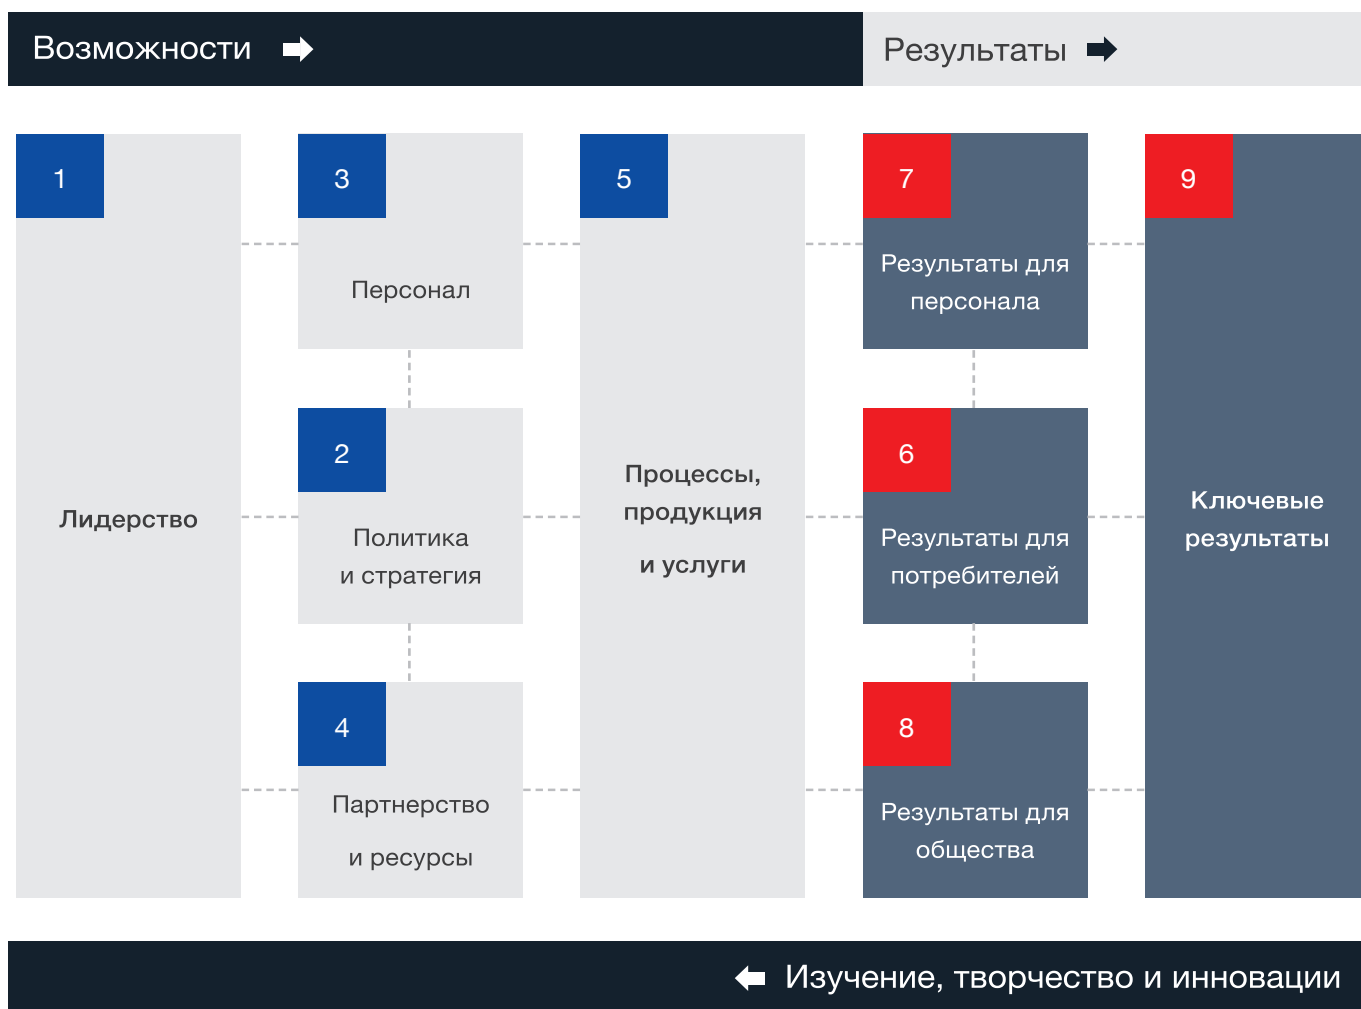 Возможности
Результаты
1
Лидерство
3
Персонал
2
Политика
и стратегия
4
Партнерство
и ресурсы
5
Процессы,
продукция
и услуги
7
Результаты для
персонала
6
Результаты для
потребителей
8
Результаты для
общества
9
Ключевые
результаты
Изучение, творчество и инновации